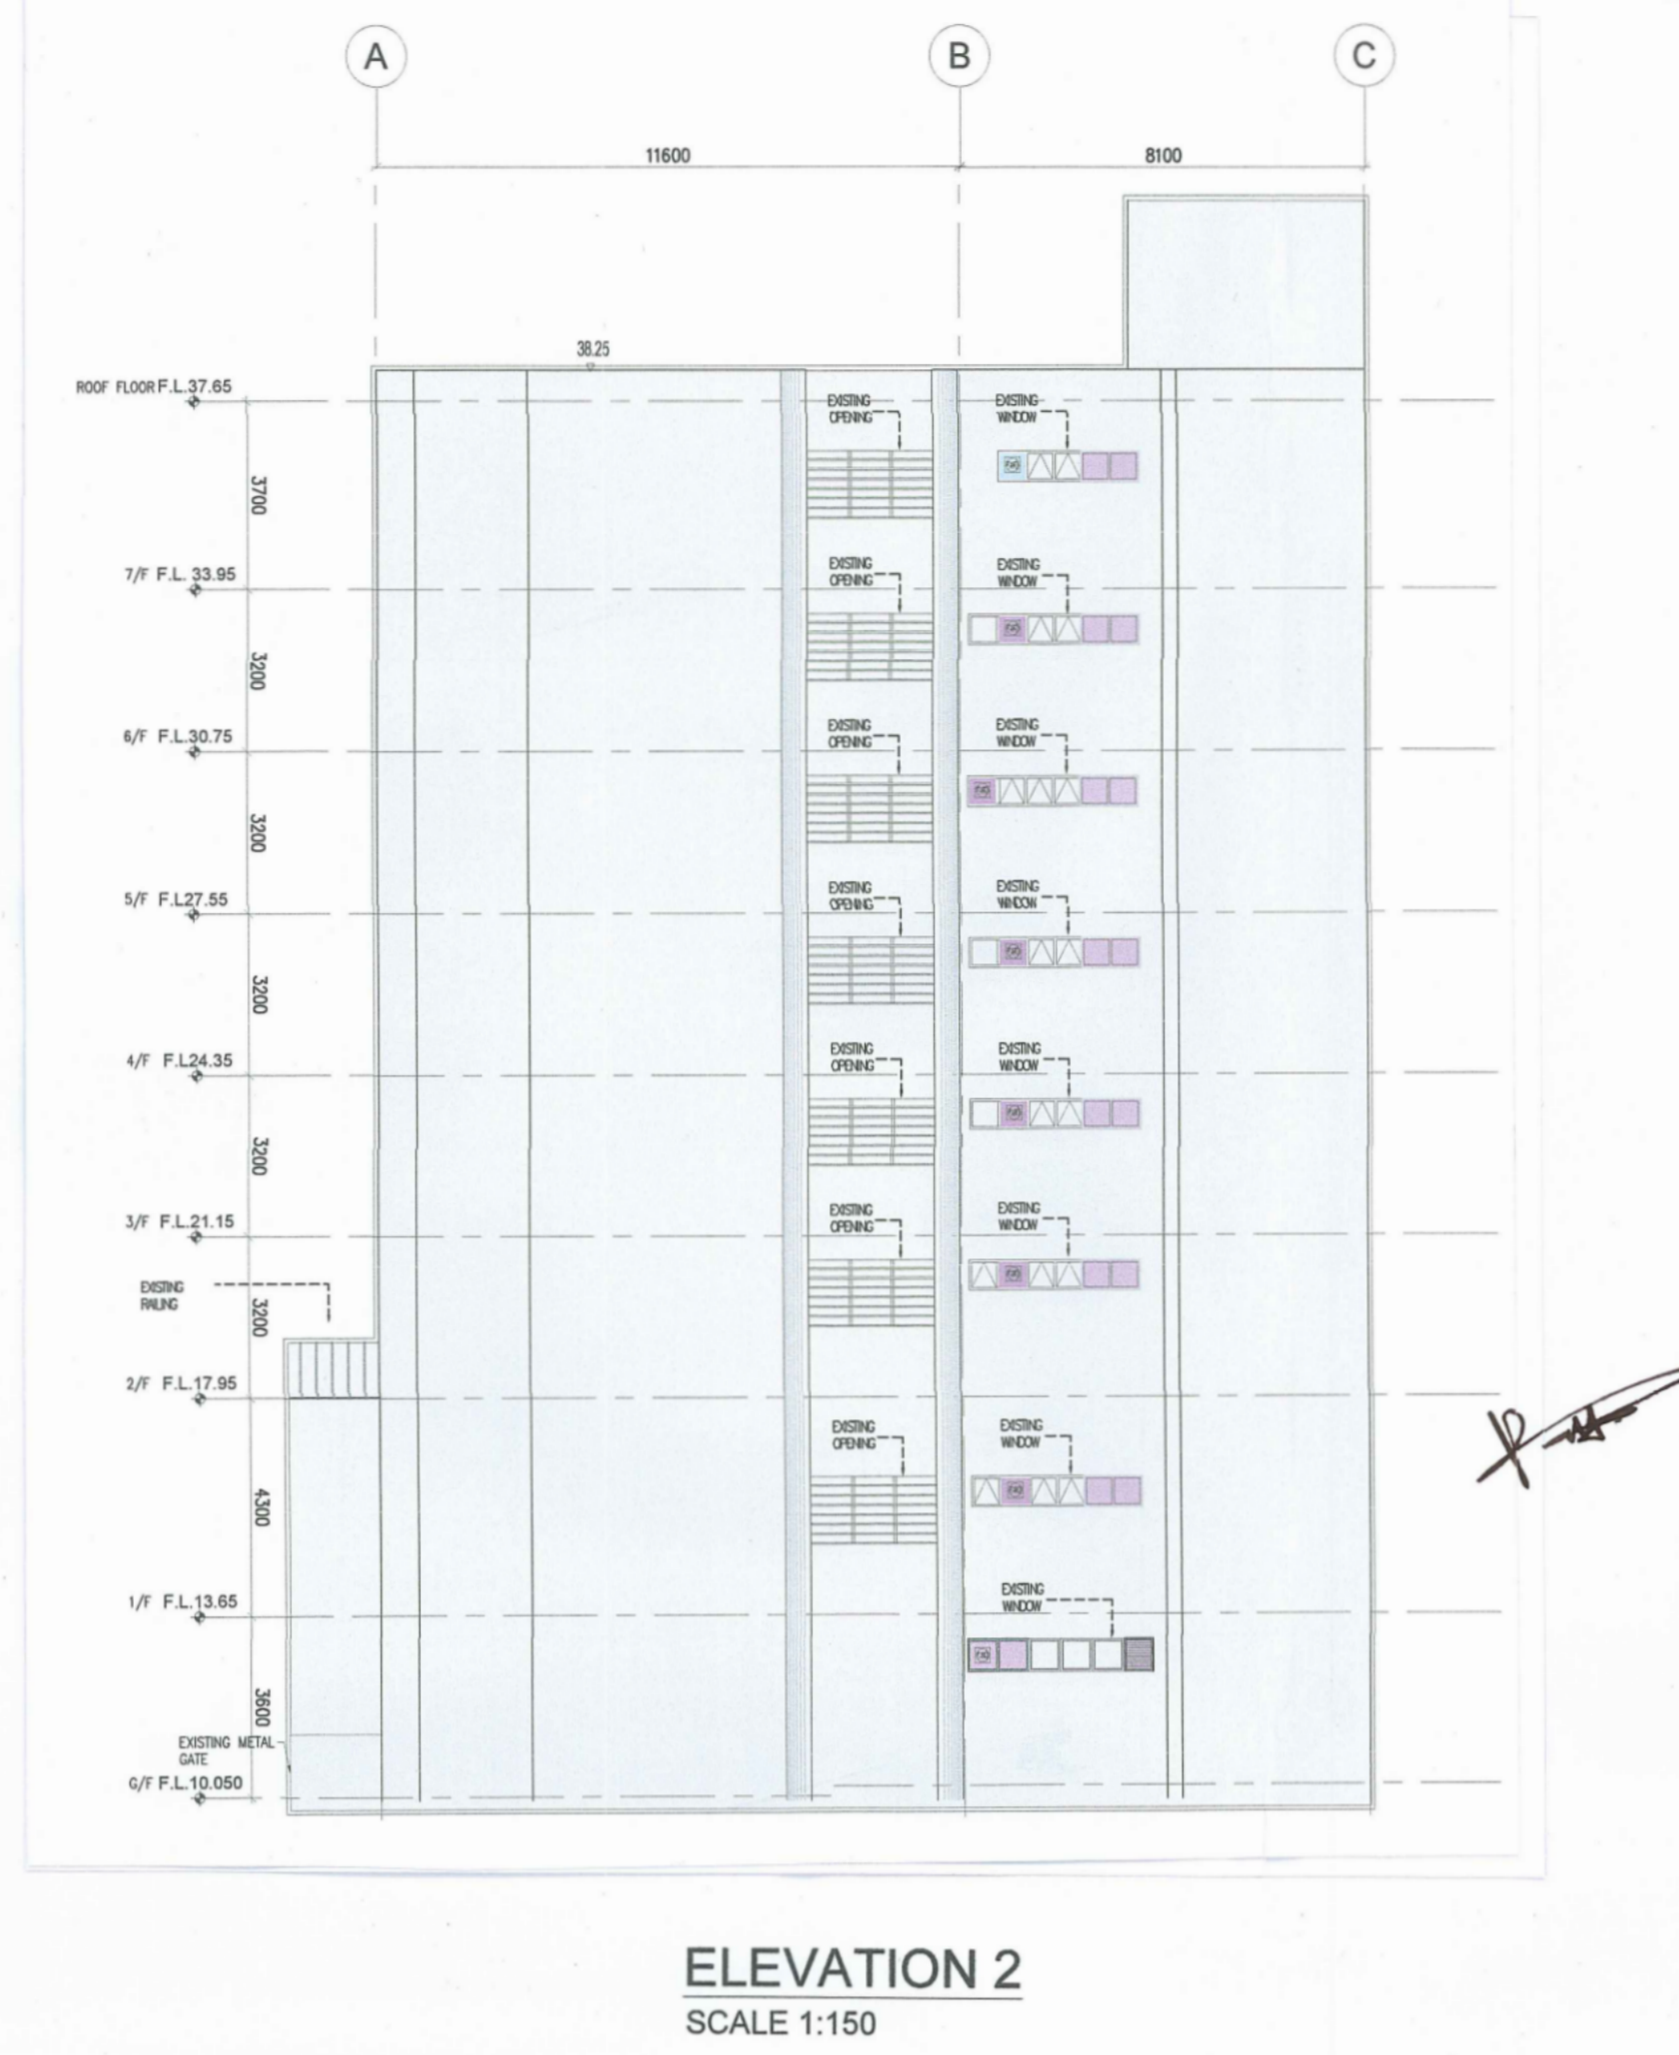 A
B
C
11600
8100
38.25
ROOF FLOOR F.L.37.65
EXISTING
OPENING
EXISTING
WINDOW
3700
7/F F.L. 33.95
EXISTING
OPENING
EXISTING
WINDOW
3200
6/F F.L.30.75
EXISTING
OPENING
EXISTING
WINDOW
3200
5/F F.L27.55
EXISTING
OPENING
EXISTING
WINDOW
3200
4/F F.L24.35
EXISTING
OPENING
EXISTING
WINDOW
3200
3/F F.L.21.15
EXISTING
OPENING
EXISTING
WINDOW
EXISTING
RAILING
3200
2/F F.L.17.95
EXISTING
OPENING
EXISTING
WINDOW
4300
1/F F.L.13.65
EXISTING
WINDOW
3600
EXISTING METAL
GATE
G/F F.L.10.050
ELEVATION 2
SCALE 1:150